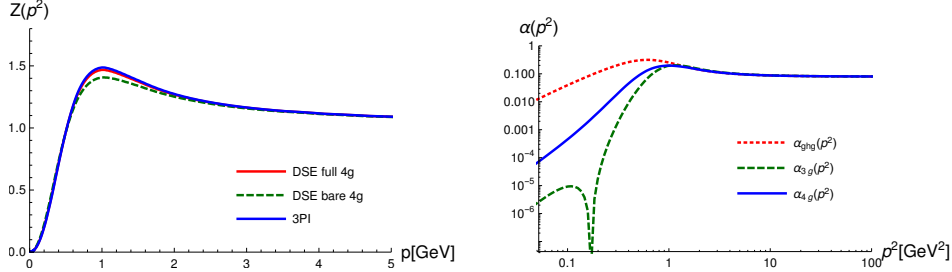 Z(p²)
1.5
1.0
0.5
0.0
0
1
2
3
4
5
p[GeV]
DSE full 4g
DSE bare 4g
3PI
α(p²)
1
0.100
0.010
0.001
10⁻⁴
10⁻⁵
10⁻⁶
0.1
1
10
100
p²[GeV²]
α_ghg(p²)
α_3g(p²)
α_4g(p²)